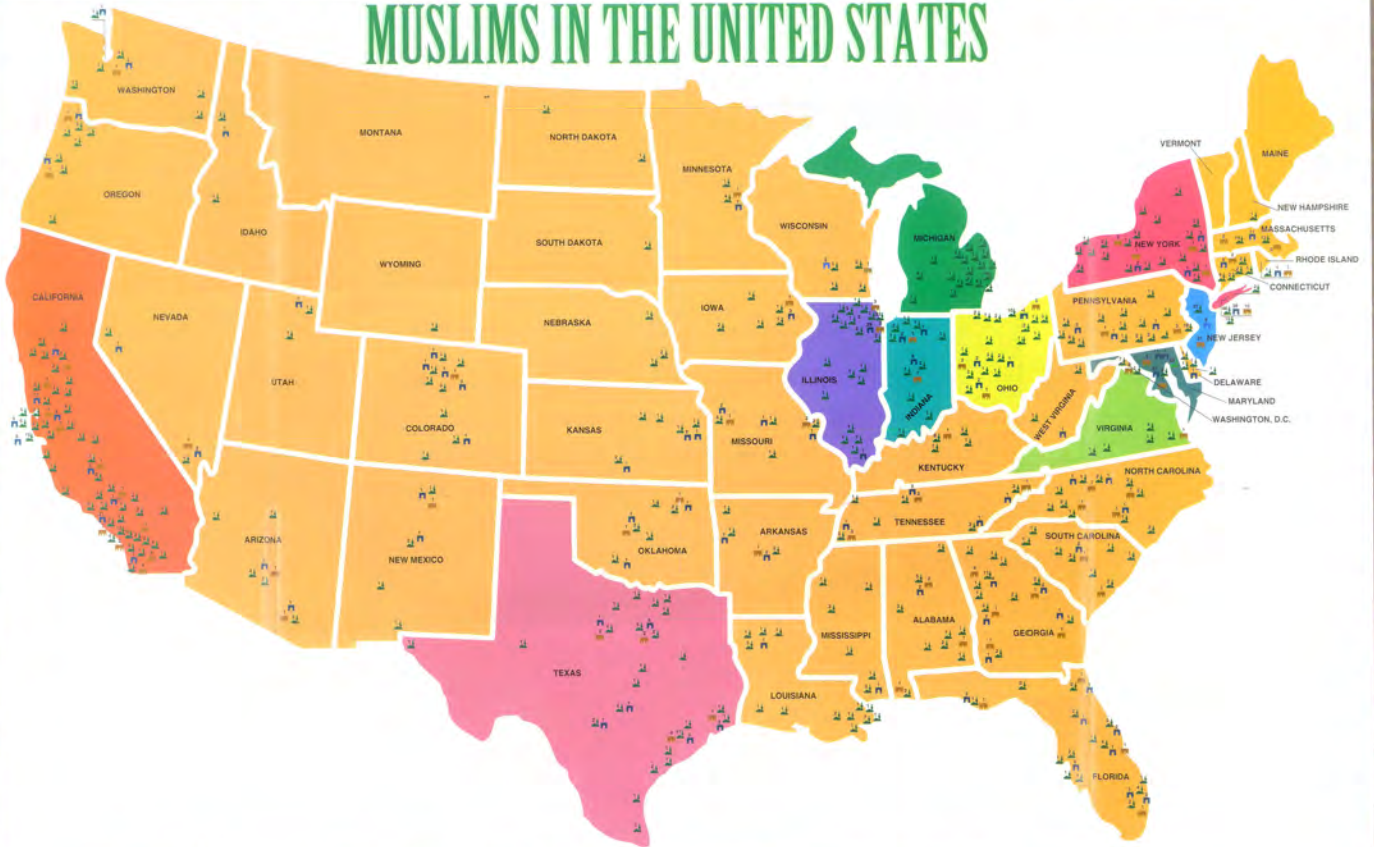 MUSLIMS IN THE UNITED STATES
WASHINGTON
MONTANA
NORTH DAKOTA
MINNESOTA
VERMONT
MAINE
OREGON
IDAHO
WYOMING
SOUTH DAKOTA
WISCONSIN
MICHIGAN
NEW YORK
NEW HAMPSHIRE
MASSACHUSETTS
RHODE ISLAND
CONNECTICUT
CALIFORNIA
NEVADA
UTAH
NEBRASKA
IOWA
PENNSYLVANIA
NEW JERSEY
ILLINOIS
INDIANA
OHIO
DELAWARE
MARYLAND
WASHINGTON, D.C.
COLORADO
KANSAS
MISSOURI
WEST VIRGINIA
VIRGINIA
KENTUCKY
NORTH CAROLINA
ARIZONA
NEW MEXICO
OKLAHOMA
ARKANSAS
TENNESSEE
SOUTH CAROLINA
TEXAS
LOUISIANA
MISSISSIPPI
ALABAMA
GEORGIA
FLORIDA